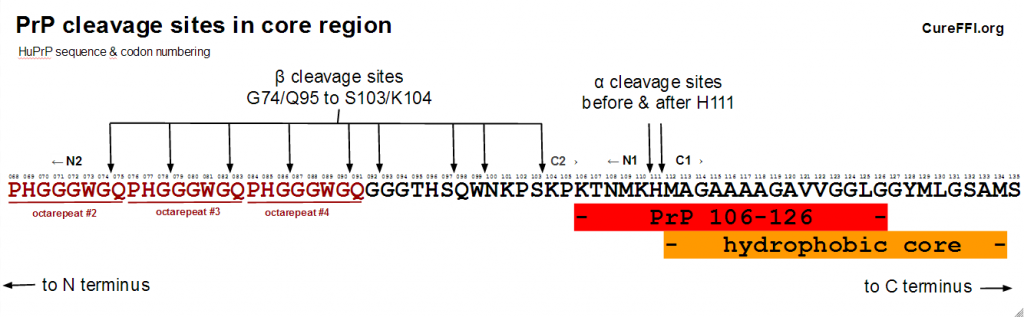 PrP cleavage sites in core region
CureFFI.org
HuPrP sequence & codon numbering
β cleavage sites
G74/Q95 to S103/K104
α cleavage sites
before & after H111
← N2
C2 ›
← N1
C1 →
068 069 070 071 072 073 074 075 076 077 078 079 080 081 082 083 084 085 086 087 088 089 090 091 092 093 094 095 096 097 098 099 100 101 102 103 104 105 106 107 108 109 110 111 112 113 114 115 116 117 118 119 120 121 122 123 124 125 126 127 128 129 130 131 132 133 134 135
PHGGGWGQPHGGGWGQPHGGGWGQGGGTHSQWNKPSKPKTNMKHMAGAAAAGAVVGGLGGYMLGSAMS
octarepeat #2
octarepeat #3
octarepeat #4
- PrP 106-126 -
- hydrophobic core -
← to N terminus
to C terminus →